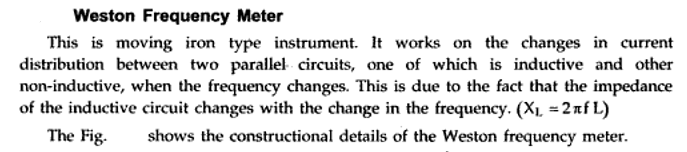 Weston Frequency Meter
This is moving iron type instrument. It works on the changes in current
distribution between two parallel circuits, one of which is inductive and other
non-inductive, when the frequency changes. This is due to the fact that the impedance
of the inductive circuit changes with the change in the frequency. (X_L = 2πf L)
The Fig. shows the constructional details of the Weston frequency meter.